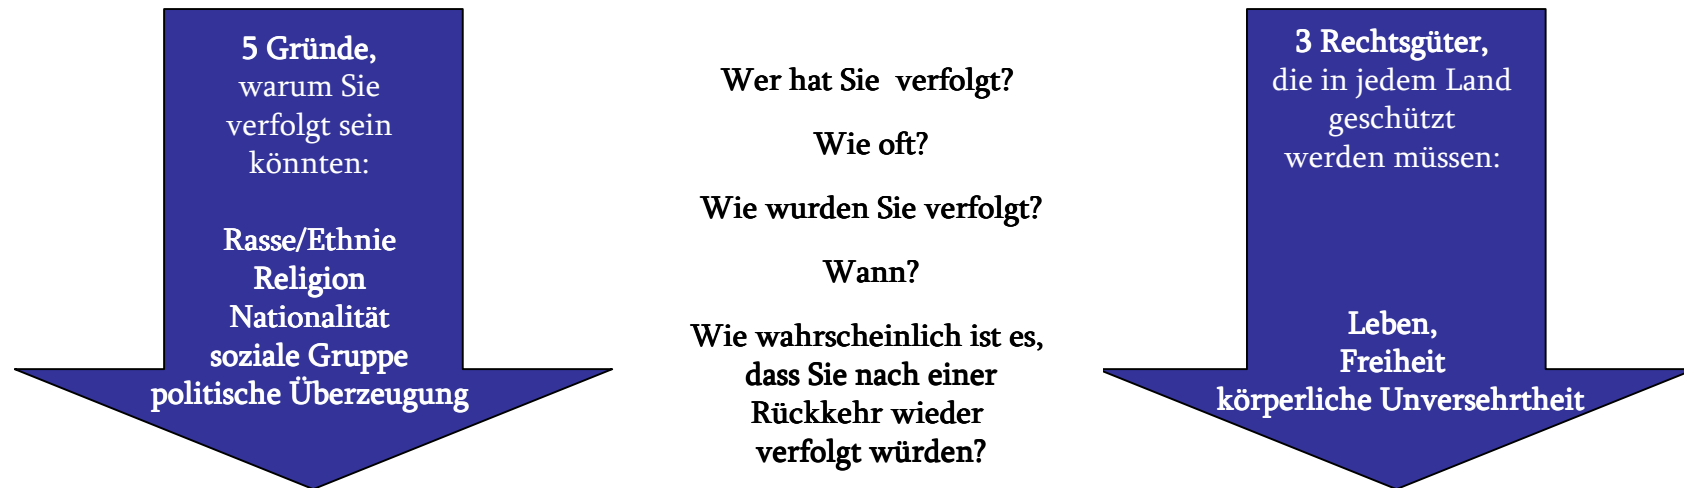 5 Gründe,
warum Sie
verfolgt sein
könnten:
Rasse/Ethnie
Religion
Nationalität
soziale Gruppe
politische Überzeugung
Wer hat Sie verfolgt?
Wie oft?
Wie wurden Sie verfolgt?
Wann?
Wie wahrscheinlich ist es,
dass Sie nach einer
Rückkehr wieder
verfolgt würden?
3 Rechtsgüter,
die in jedem Land
geschützt
werden müssen:
Leben,
Freiheit
körperliche Unversehrtheit